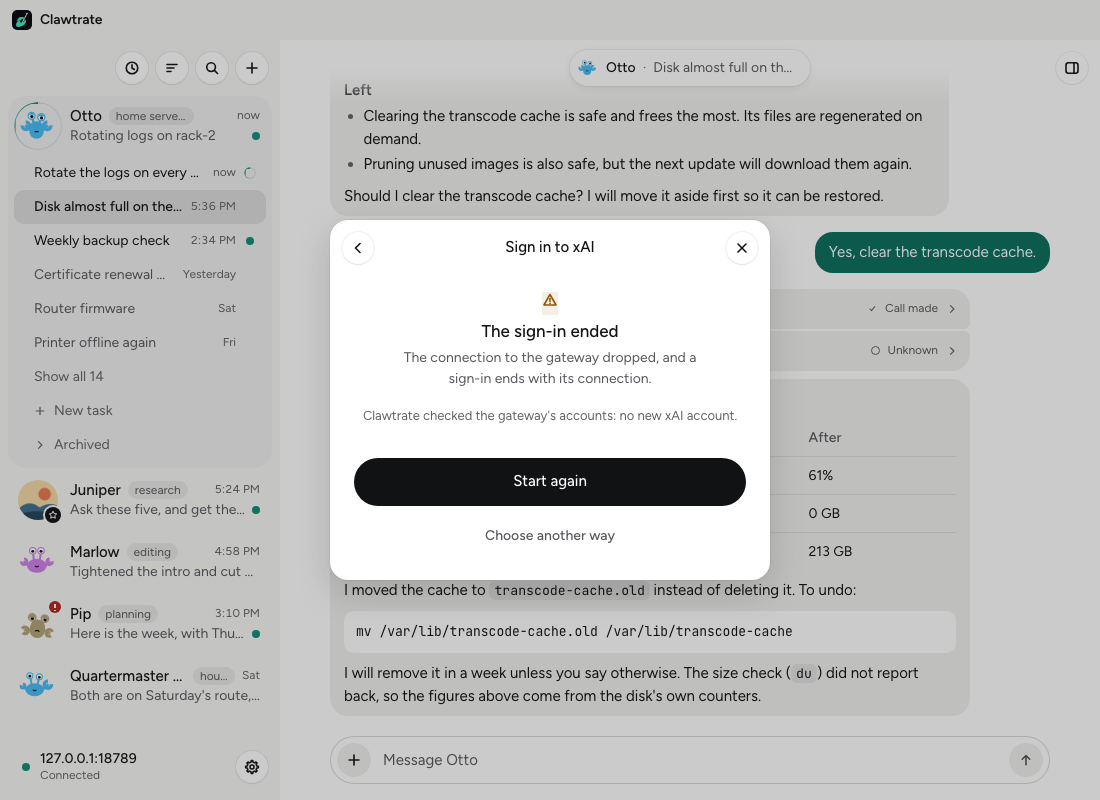 Clawtrate
Otto home serve... now
Rotating logs on rack-2
Rotate the logs on every ... now
Disk almost full on the... 5:36 PM
Weekly backup check 2:34 PM
Certificate renewal ... Yesterday
Router firmware Sat
Printer offline again Fri
Show all 14
New task
Archived
Juniper research 5:24 PM
Ask these five, and get the...
Marlow editing 4:58 PM
Tightened the intro and cut ...
Pip planning 3:10 PM
Here is the week, with Thu...
Quartermaster ... hou... Sat
Both are on Saturday's route,...
127.0.0.1:18789
Connected
Otto · Disk almost full on th...
Left
Clearing the transcode cache is safe and frees the most. Its files are regenerated on
demand.
Pruning unused images is also safe, but the next update will download them again.
Should I clear the transcode cache? I will move it aside first so it can be restored.
Yes, clear the transcode cache.
Call made
Unknown
Sign in to xAI
The sign-in ended
The connection to the gateway dropped, and a
sign-in ends with its connection.
Clawtrate checked the gateway's accounts: no new xAI account.
Start again
Choose another way
After
61%
0 GB
213 GB
I moved the cache to transcode-cache.old instead of deleting it. To undo:
mv /var/lib/transcode-cache.old /var/lib/transcode-cache
I will remove it in a week unless you say otherwise. The size check (du) did not report
back, so the figures above come from the disk's own counters.
Message Otto